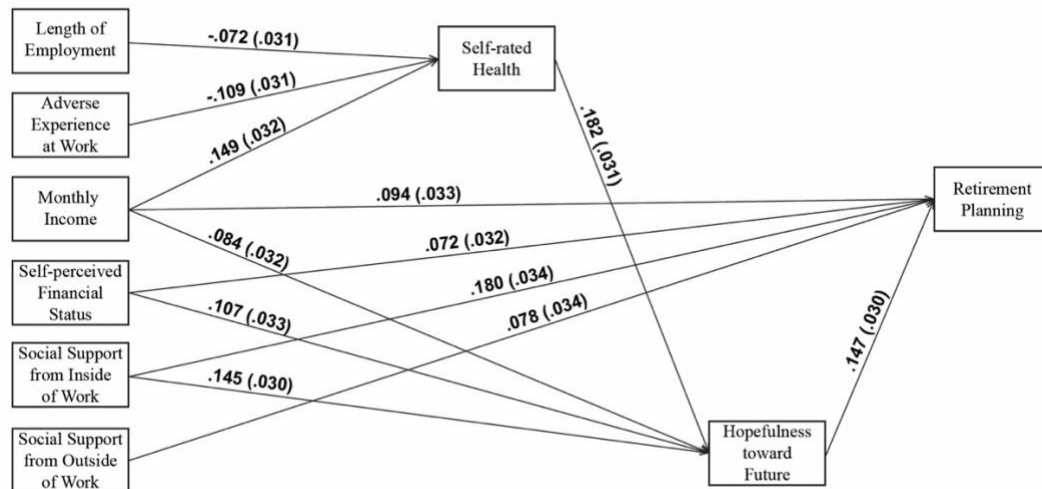 Length of
Employment
-.072 (.031)
Self-rated
Health
Adverse
Experience
at Work
-.109 (.031)
.149 (.032)
.182 (.031)
Monthly
Income
.094 (.033)
Retirement
Planning
.084 (.032)
.072 (.032)
Self-perceived
Financial
Status
.180 (.034)
.107 (.033)
.078 (.034)
.147 (.030)
Social Support
from Inside
of Work
.145 (.030)
Social Support
from Outside
of Work
Hopefulness
toward
Future